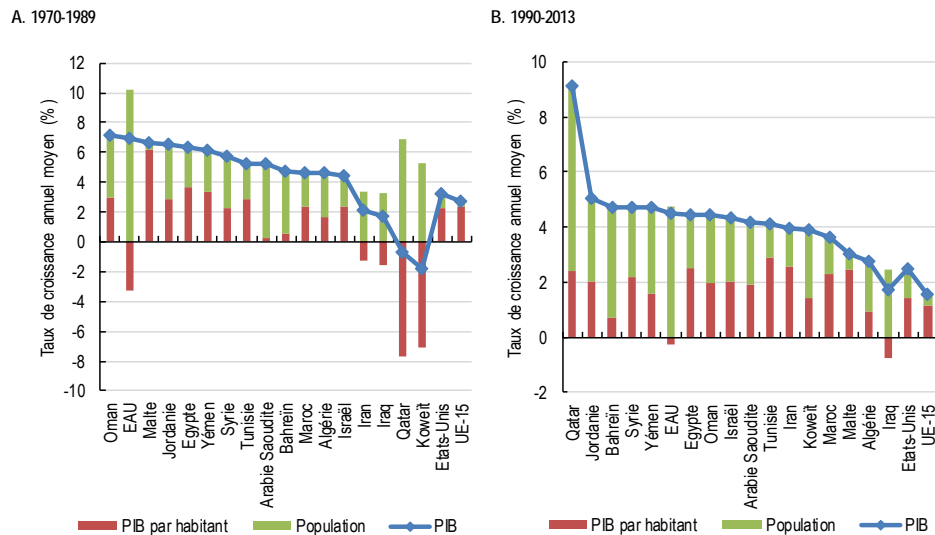 A. 1970-1989
Taux de croissance annuel moyen (%)
12
10
8
6
4
2
0
-2
-4
-6
-8
-10
Oman
EAU
Malte
Jordanie
Egypte
Yémen
Syrie
Tunisie
Arabie Saoudite
Bahreïn
Maroc
Algérie
Israël
Iran
Iraq
Qatar
Koweït
Etats-Unis
UE-15
PIB par habitant Population PIB
B. 1990-2013
Taux de croissance annuel moyen (%)
10
8
6
4
2
0
-2
Qatar
Jordanie
Bahreïn
Syrie
Yémen
EAU
Egypte
Oman
Israël
Arabie Saoudite
Tunisie
Iran
Koweït
Maroc
Malte
Algérie
Iraq
Etats-Unis
UE-15
PIB par habitant Population PIB